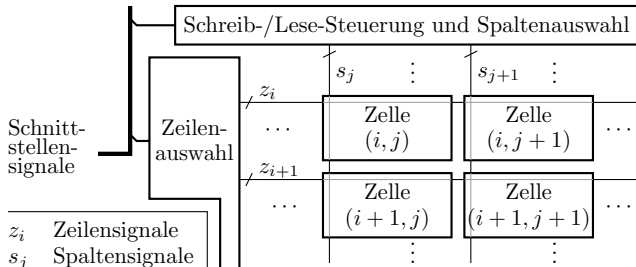 Schreib-/Lese-Steuerung und Spaltenauswahl
s_j ⋮ s_{j+1} ⋮
z_i
Schnitt-
stellen-
signale
Zeilen-
auswahl
... Zelle (i, j) Zelle (i, j + 1) ...
z_{i+1}
... Zelle (i + 1, j) Zelle (i + 1, j + 1) ...
⋮ ⋮
z_i Zeilensignale
s_j Spaltensignale